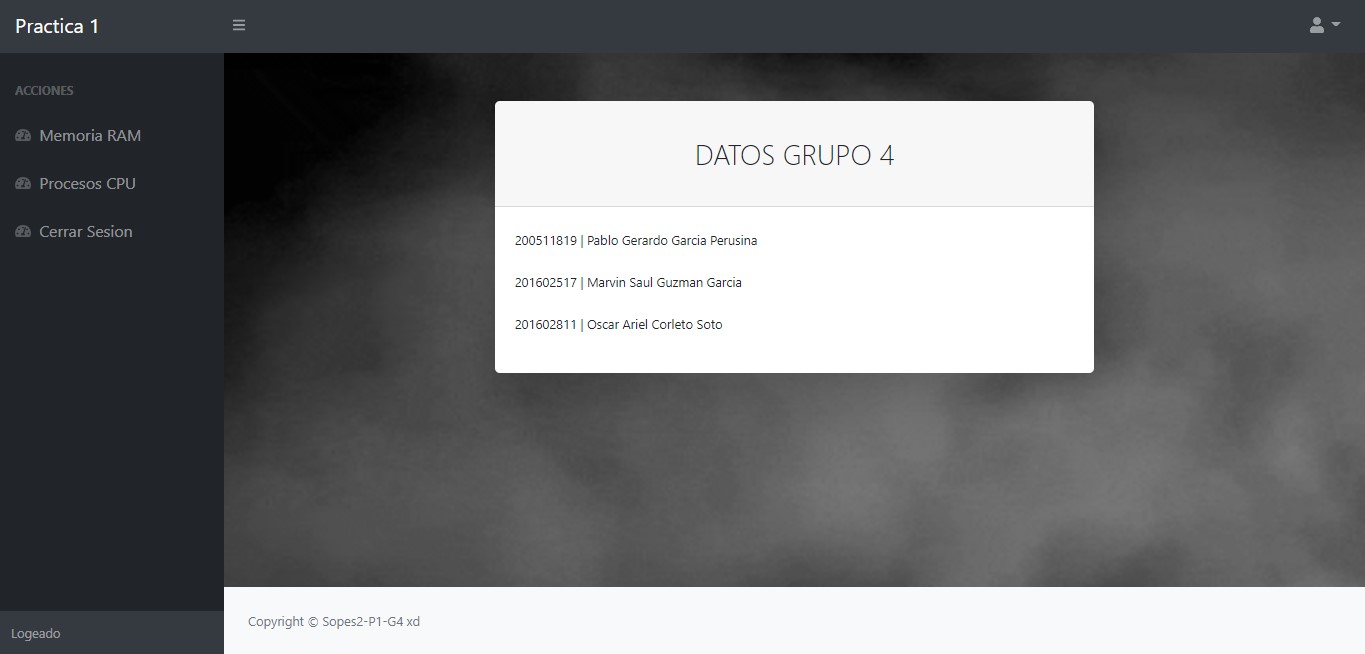 Practica 1
ACCIONES
Memoria RAM
Procesos CPU
Cerrar Sesion
Logeado
DATOS GRUPO 4
200511819 | Pablo Gerardo Garcia Perusina
201602517 | Marvin Saul Guzman Garcia
201602811 | Oscar Ariel Corleto Soto
Copyright © Sopes2-P1-G4 xd